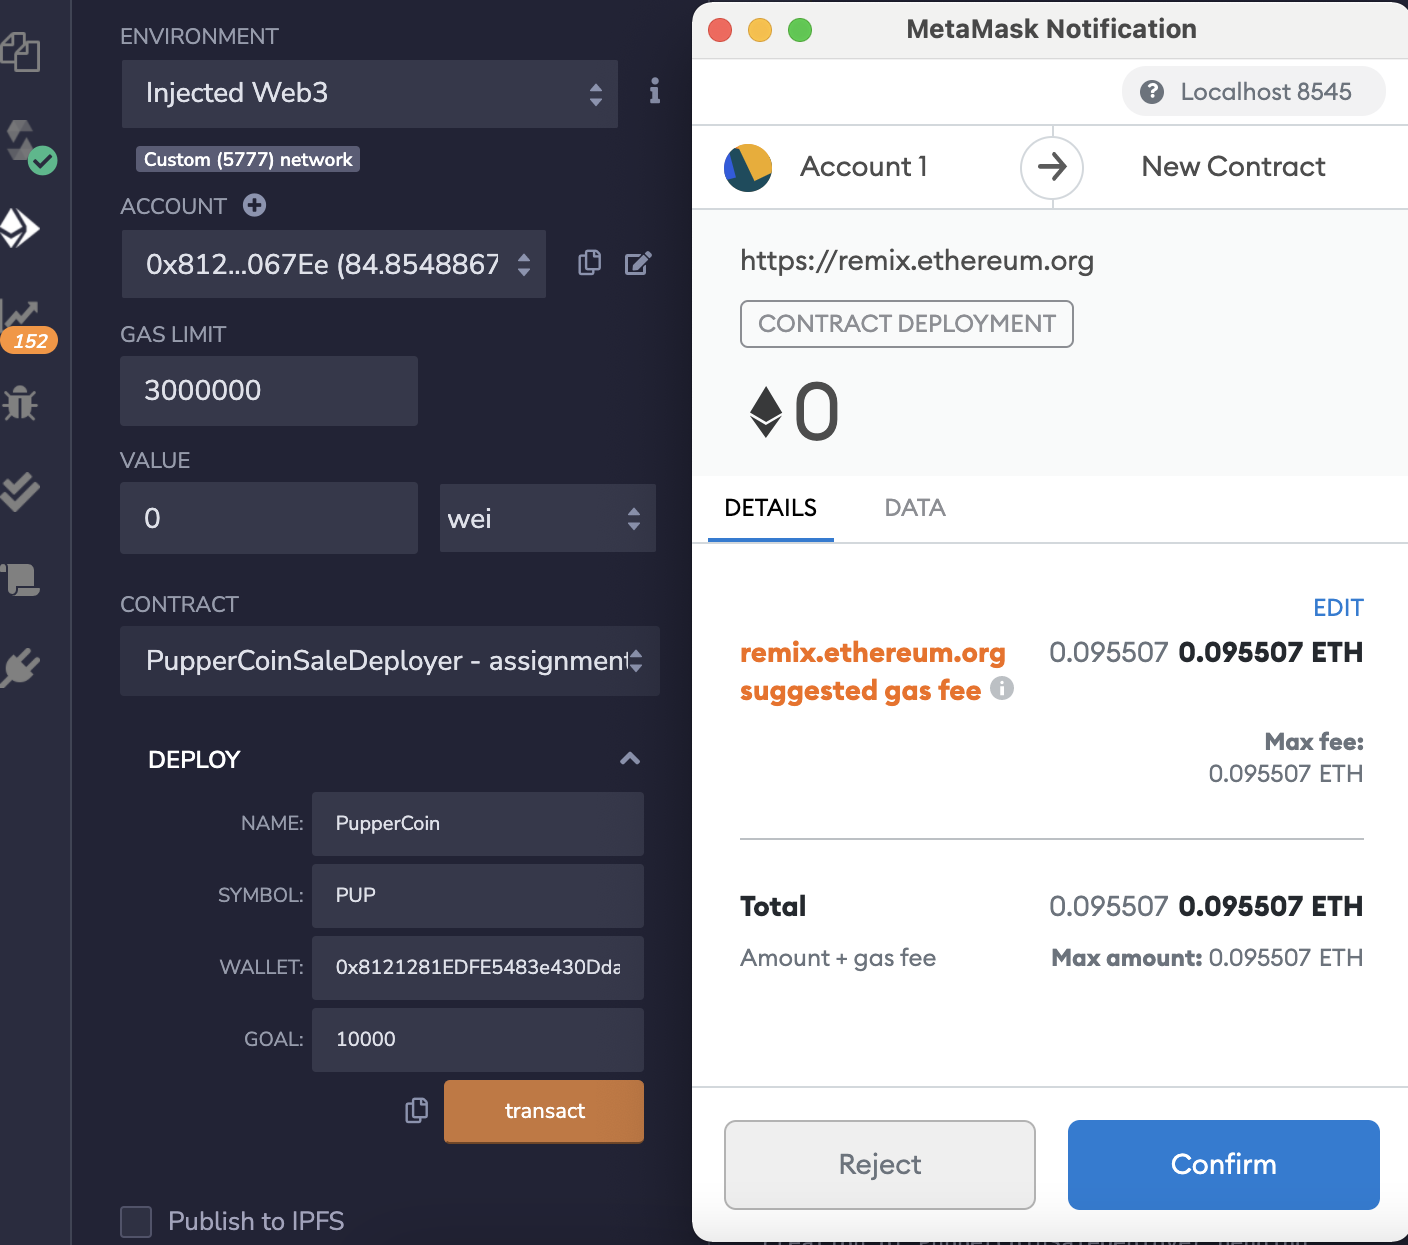 ENVIRONMENT
Injected Web3
Custom (5777) network
ACCOUNT
0x812...067Ee (84.8548867
152
GAS LIMIT
3000000
VALUE
0
wei
CONTRACT
PupperCoinSaleDeployer - assignment
DEPLOY
NAME:
PupperCoin
SYMBOL:
PUP
WALLET:
0x8121281EDFE5483e430Dda
GOAL:
10000
transact
Publish to IPFS
MetaMask Notification
Localhost 8545
Account 1
New Contract
https://remix.ethereum.org
CONTRACT DEPLOYMENT
0
DETAILS
DATA
EDIT
remix.ethereum.org
suggested gas fee
0.095507 0.095507 ETH
Max fee:
0.095507 ETH
Total
0.095507 0.095507 ETH
Amount + gas fee
Max amount: 0.095507 ETH
Reject
Confirm